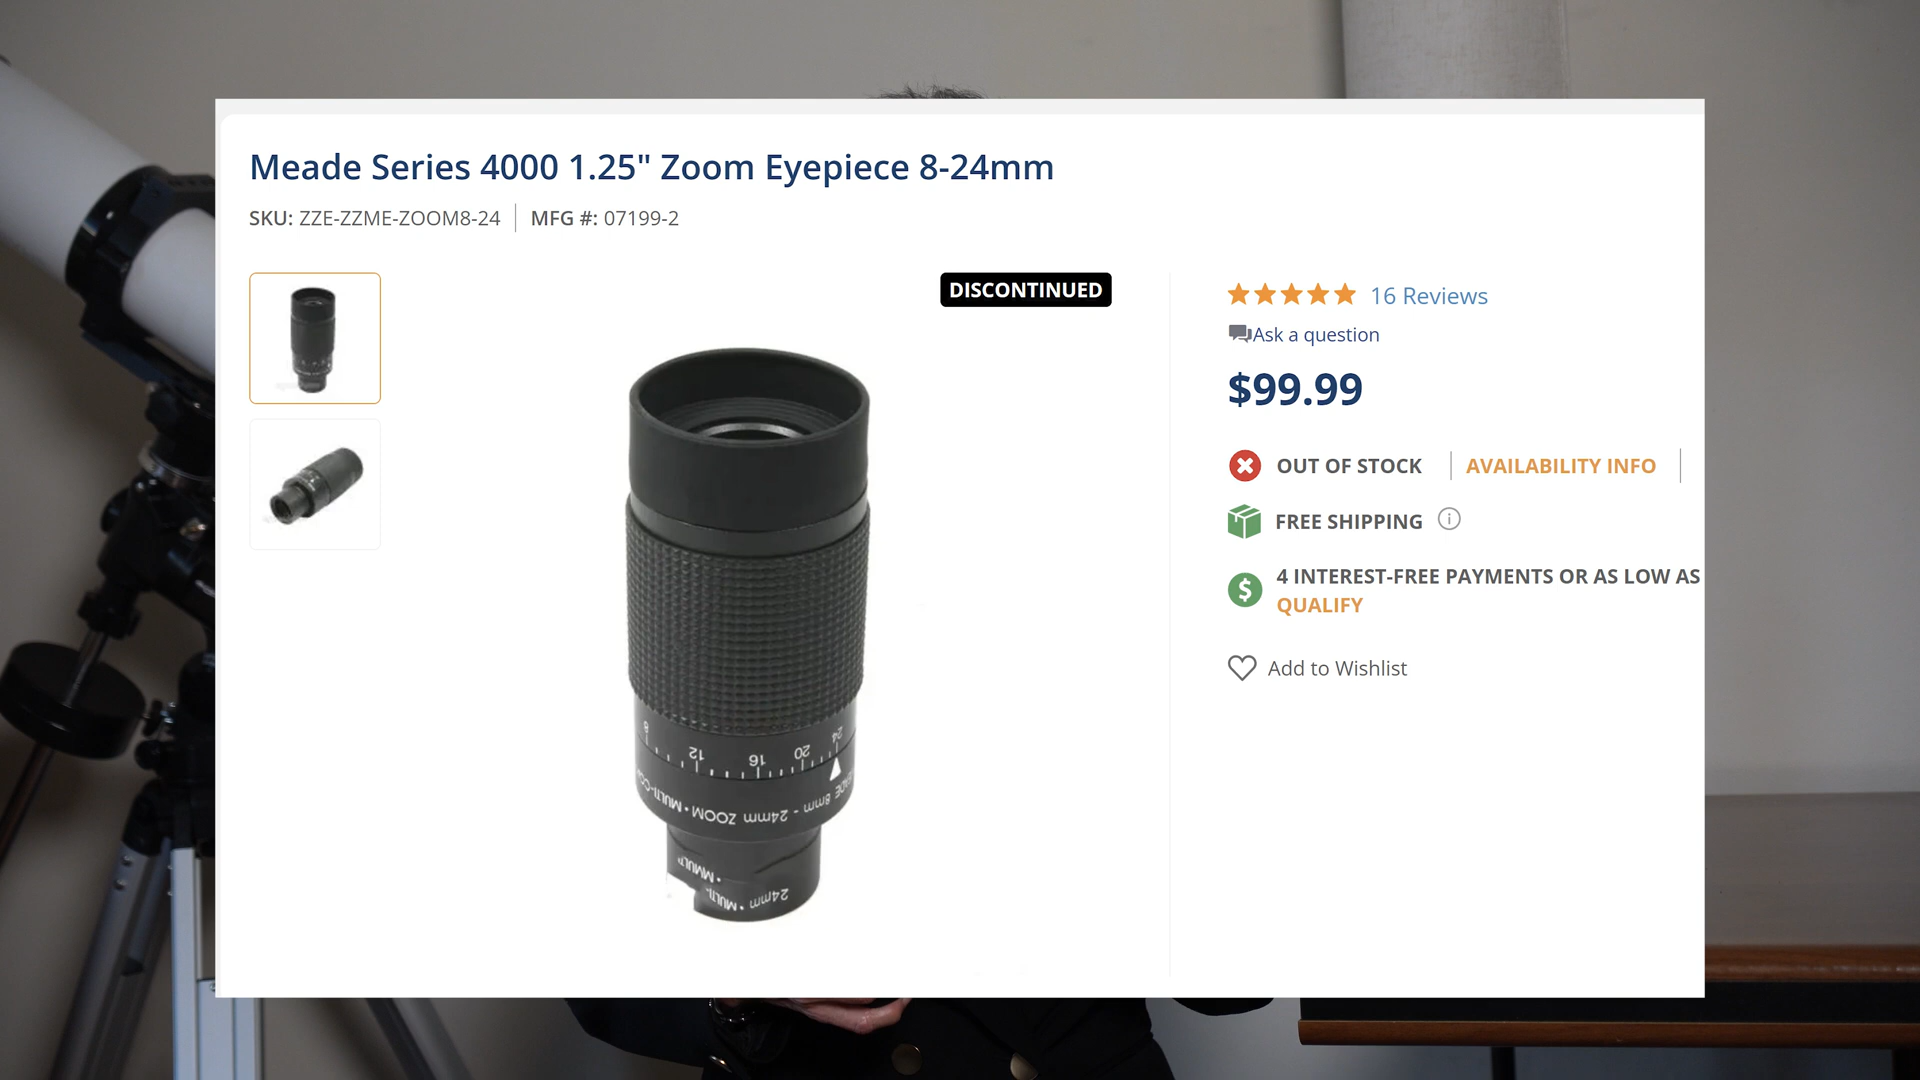 Meade Series 4000 1.25" Zoom Eyepiece 8-24mm
SKU: ZZE-ZZME-ZOOM8-24 | MFG #: 07199-2
DISCONTINUED
16 Reviews
Ask a question
$99.99
OUT OF STOCK | AVAILABILITY INFO |
FREE SHIPPING
4 INTEREST-FREE PAYMENTS OR AS LOW AS
QUALIFY
Add to Wishlist
8 12 16 20 24
8mm - 24mm ZOOM • MULTI-
24mm • MULTI-